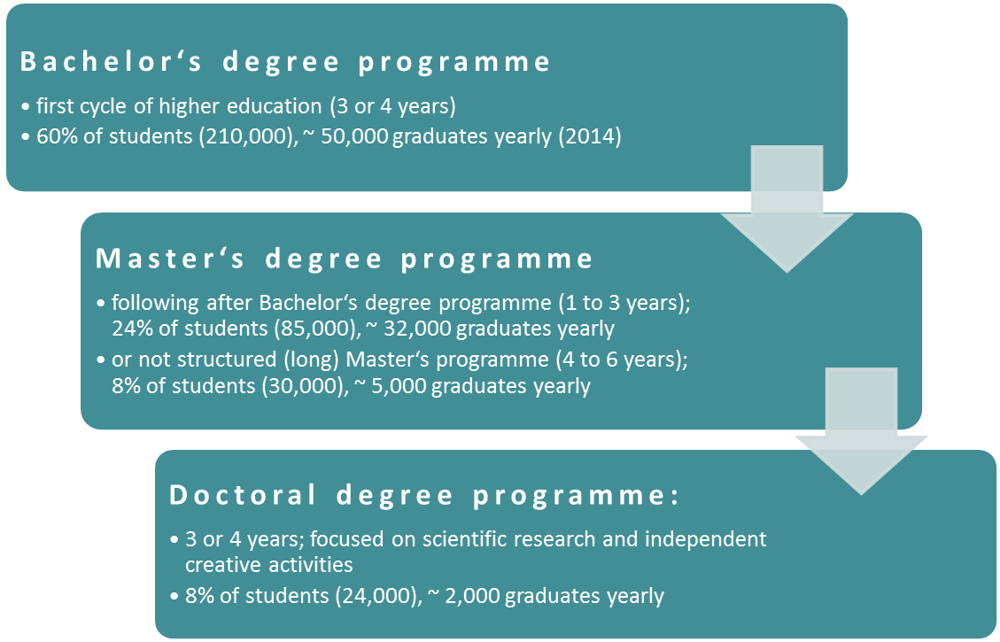 Bachelor‘s degree programme
• first cycle of higher education (3 or 4 years)
• 60% of students (210,000), ~ 50,000 graduates yearly (2014)
Master‘s degree programme
• following after Bachelor‘s degree programme (1 to 3 years);
24% of students (85,000), ~ 32,000 graduates yearly
• or not structured (long) Master‘s programme (4 to 6 years);
8% of students (30,000), ~ 5,000 graduates yearly
Doctoral degree programme:
• 3 or 4 years; focused on scientific research and independent
creative activities
• 8% of students (24,000), ~ 2,000 graduates yearly